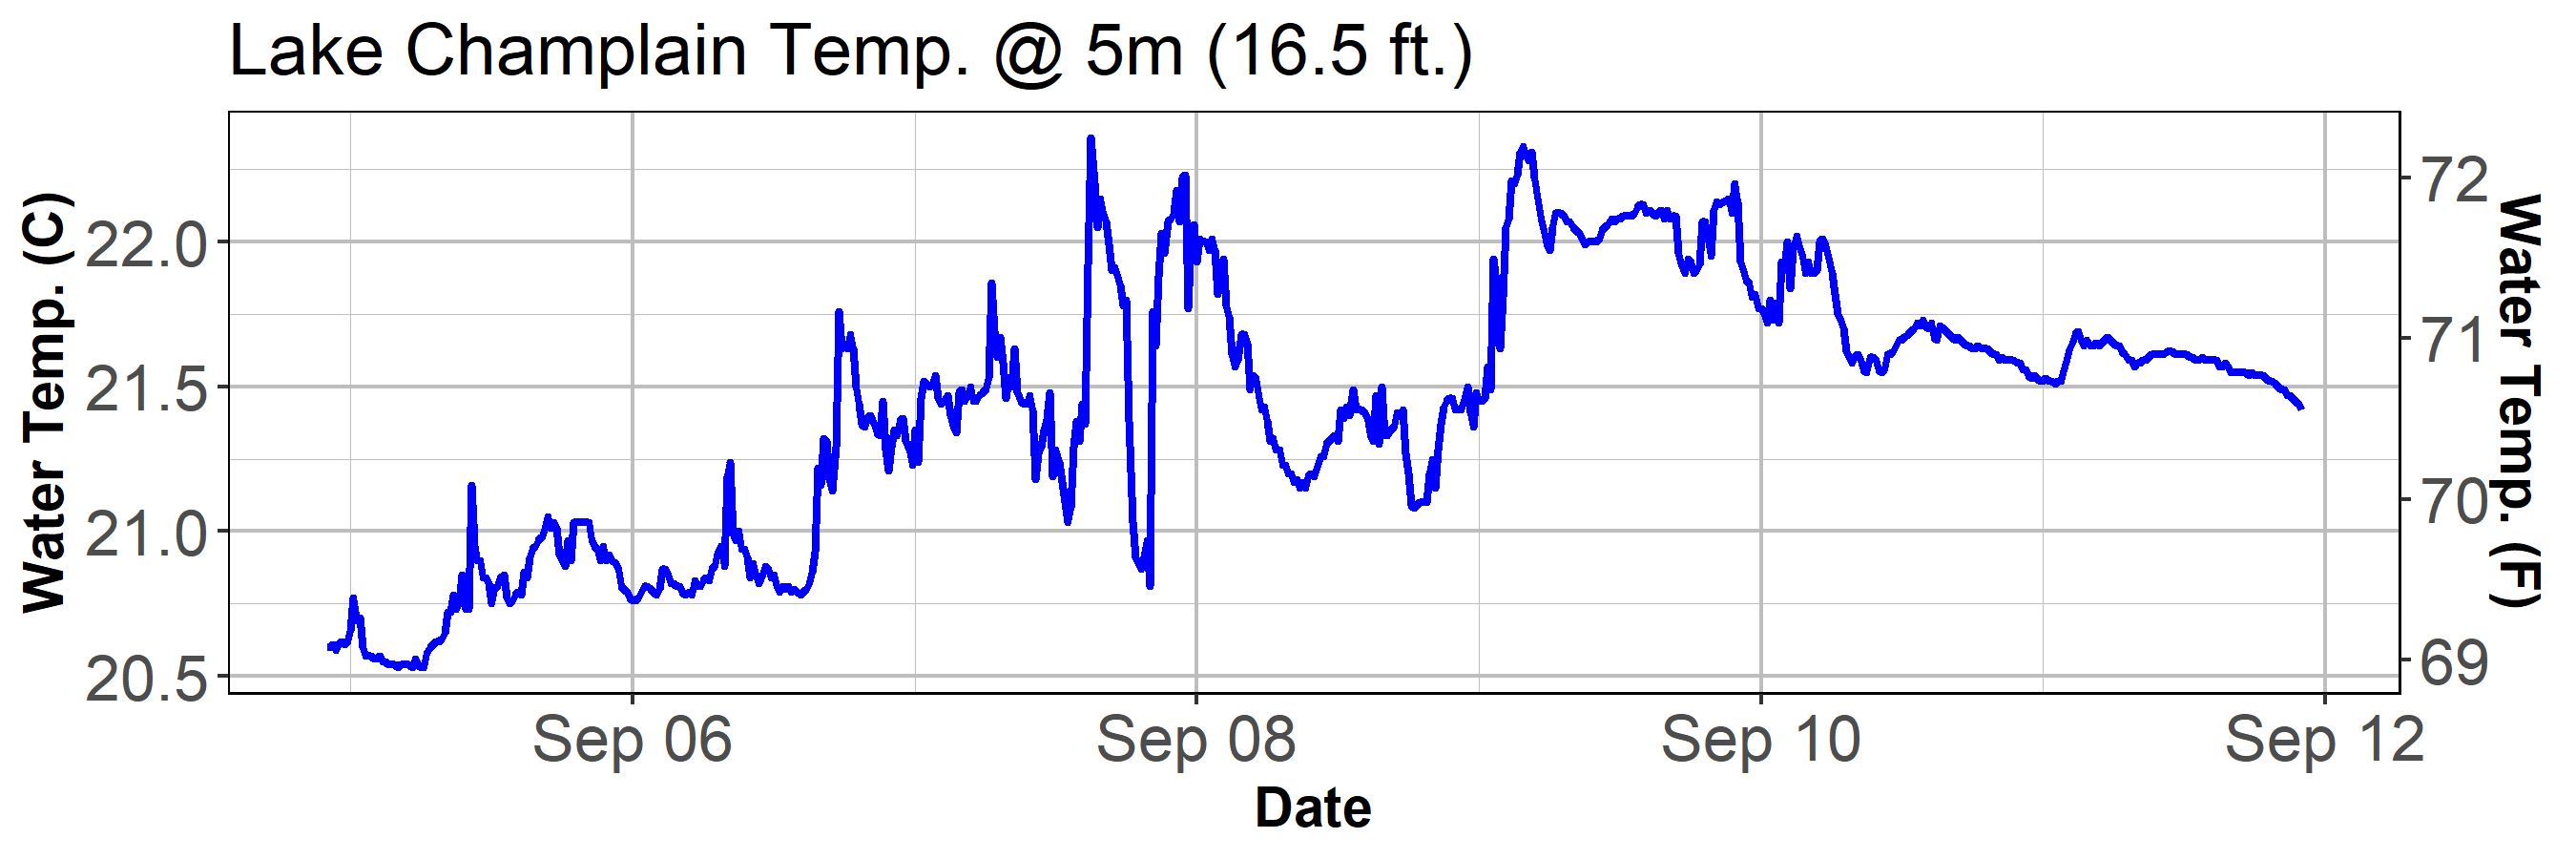 Lake Champlain Temp. @ 5m (16.5 ft.)
Water Temp. (C)
22.0
21.5
21.0
20.5
72
71
70
69
Water Temp. (F)
Sep 06
Sep 08
Sep 10
Sep 12
Date